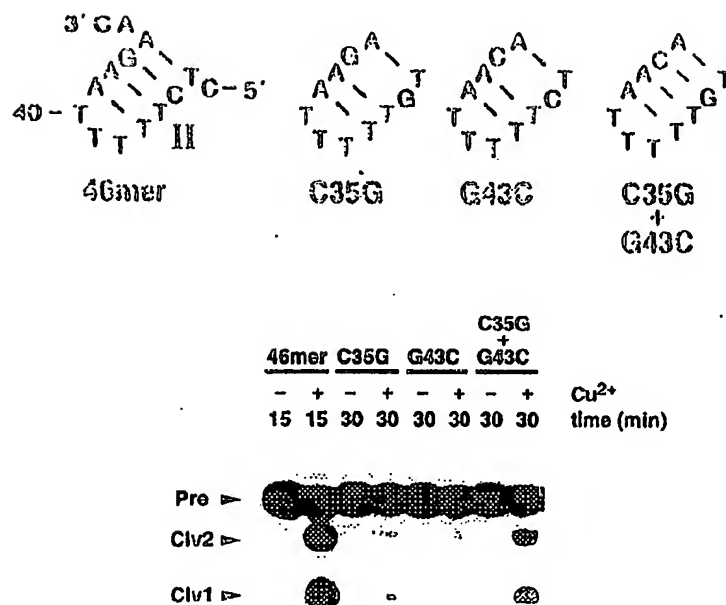 3' C A A
40 – T A A G
T T T T C T C – 5'
II
46mer
T A A G A
T T T T G T
C35G
T A A C A
T T T T C T
G43C
T A A C A
T T T T G T
C35G
+
G43C
C35G
+
46mer C35G G43C G43C
– + – + – + – + Cu2+
15 15 30 30 30 30 30 30 time (min)
Pre
Clv2
Clv1